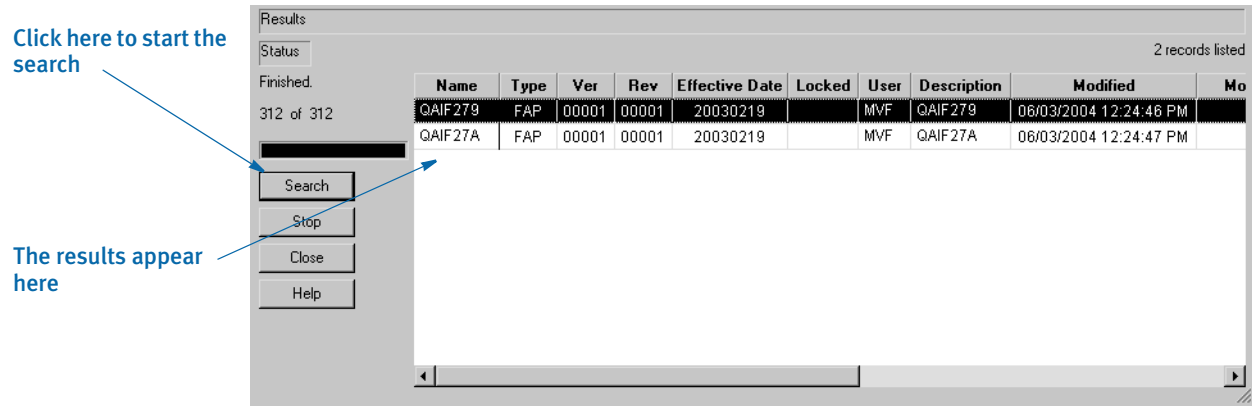 Click here to start the
search
The results appear
here
Results
Status
2 records listed
Finished.
312 of 312
Search
Stop
Close
Help
Name Type Ver Rev Effective Date Locked User Description Modified Mo
QAIF279 FAP 00001 00001 20030219 MVF QAIF279 06/03/2004 12:24:46 PM
QAIF27A FAP 00001 00001 20030219 MVF QAIF27A 06/03/2004 12:24:47 PM